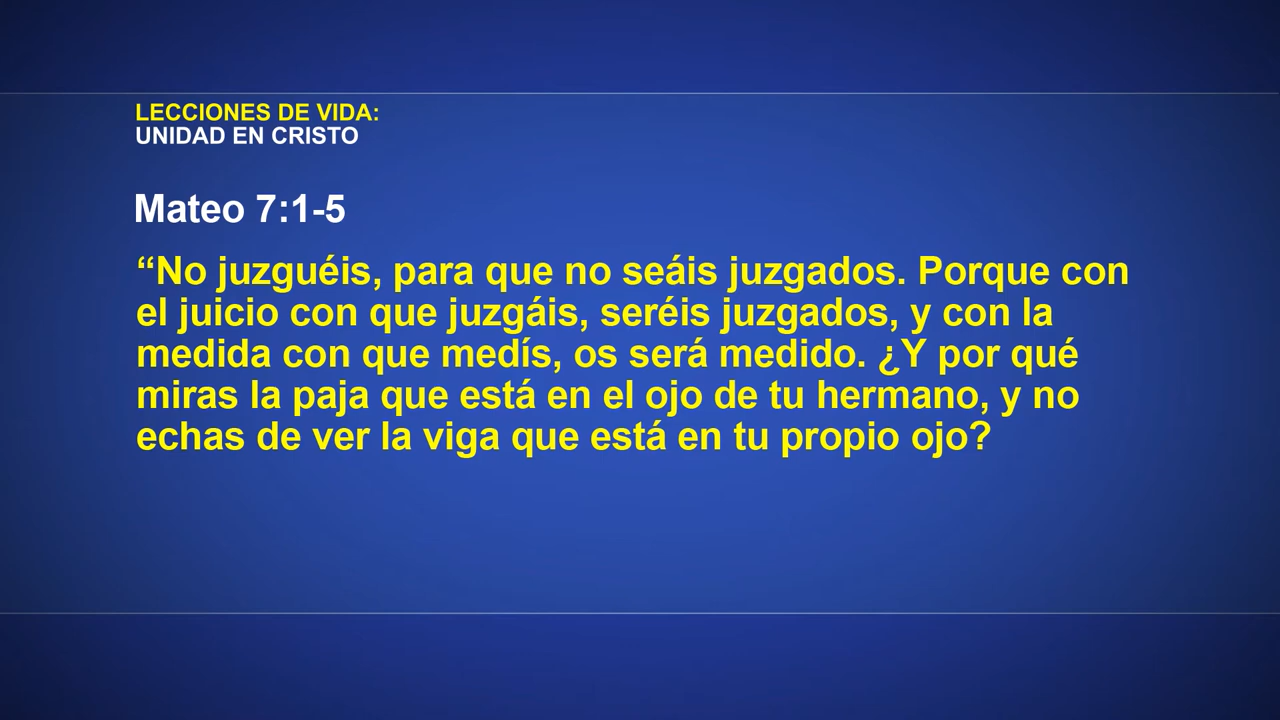 LECCIONES DE VIDA:
UNIDAD EN CRISTO
Mateo 7:1-5
“No juzguéis, para que no seáis juzgados. Porque con
el juicio con que juzgáis, seréis juzgados, y con la
medida con que medís, os será medido. ¿Y por qué
miras la paja que está en el ojo de tu hermano, y no
echas de ver la viga que está en tu propio ojo?